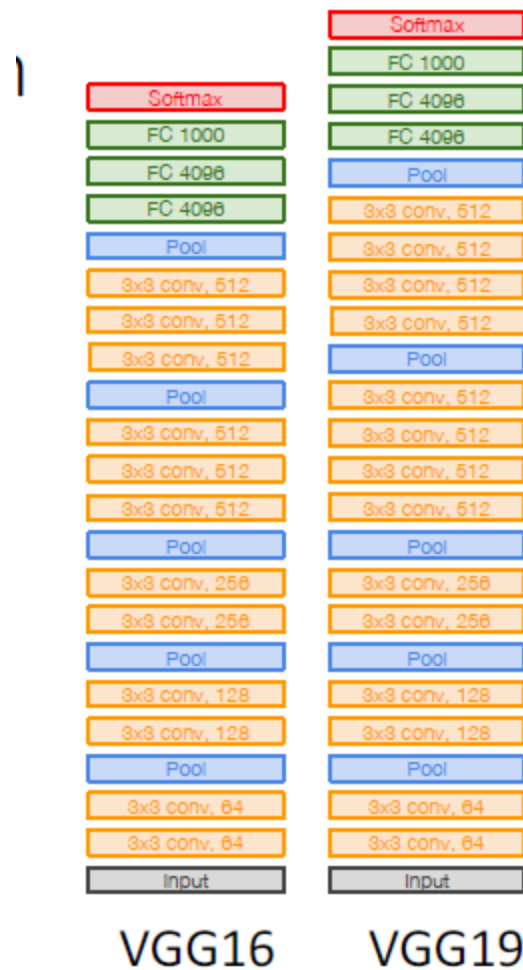 Softmax
FC 1000
FC 4096
FC 4096
Pool
3x3 conv, 512
3x3 conv, 512
3x3 conv, 512
Pool
3x3 conv, 512
3x3 conv, 512
3x3 conv, 512
Pool
3x3 conv, 256
3x3 conv, 256
Pool
3x3 conv, 128
3x3 conv, 128
Pool
3x3 conv, 64
3x3 conv, 64
Input
VGG16
Softmax
FC 1000
FC 4096
FC 4096
Pool
3x3 conv, 512
3x3 conv, 512
3x3 conv, 512
3x3 conv, 512
Pool
3x3 conv, 512
3x3 conv, 512
3x3 conv, 512
3x3 conv, 512
Pool
3x3 conv, 256
3x3 conv, 256
Pool
3x3 conv, 128
3x3 conv, 128
Pool
3x3 conv, 64
3x3 conv, 64
Input
VGG19